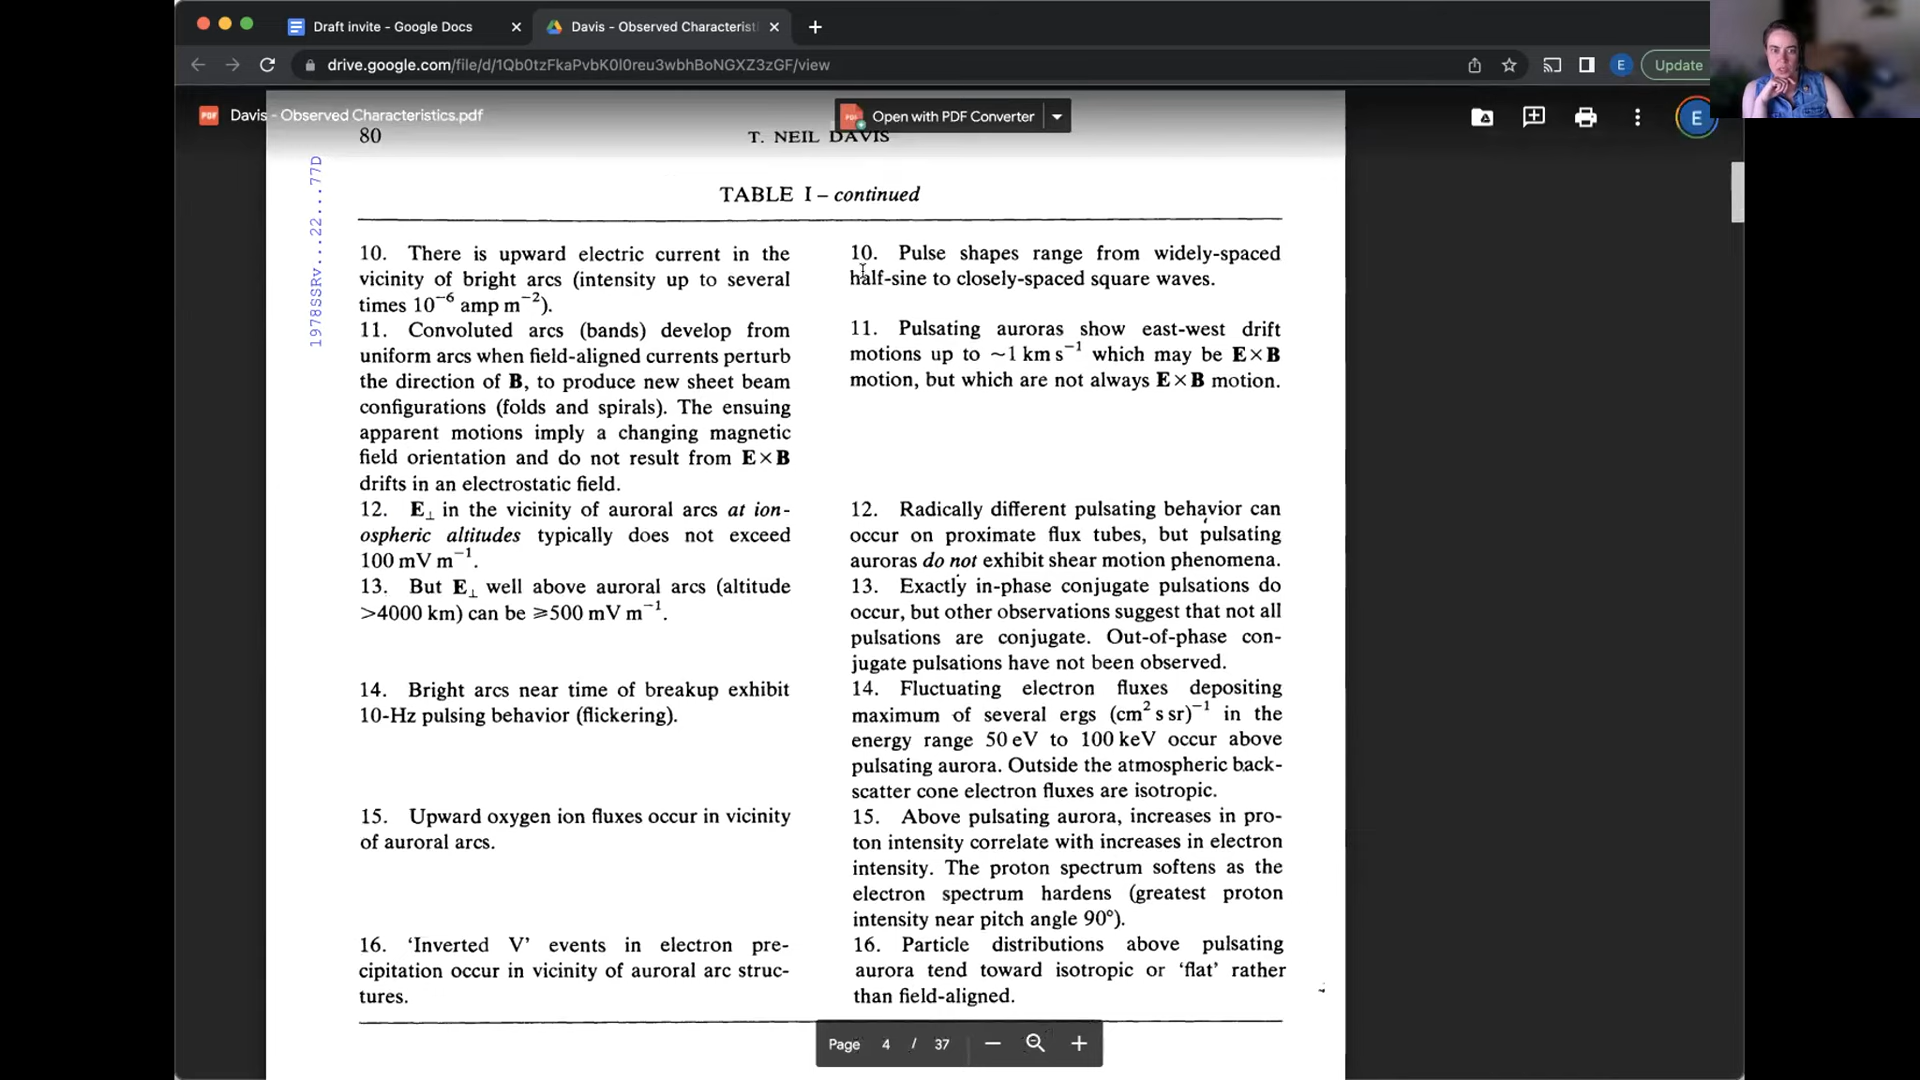 Draft invite - Google Docs
Davis - Observed Characterist
drive.google.com/file/d/1Qb0tzFkaPvbK0l0reu3wbhBoNGXZ3zGF/view
E
Update
Davis - Observed Characteristics.pdf
Open with PDF Converter
E
80
T. NEIL DAVIS
1978SSRv...22...77D
TABLE I – continued
10. There is upward electric current in the
vicinity of bright arcs (intensity up to several
times 10⁻⁶ amp m⁻²).
11. Convoluted arcs (bands) develop from
uniform arcs when field-aligned currents perturb
the direction of B, to produce new sheet beam
configurations (folds and spirals). The ensuing
apparent motions imply a changing magnetic
field orientation and do not result from E×B
drifts in an electrostatic field.
12. E⊥ in the vicinity of auroral arcs at ion-
ospheric altitudes typically does not exceed
100 mV m⁻¹.
13. But E⊥ well above auroral arcs (altitude
>4000 km) can be ⩾500 mV m⁻¹.
14. Bright arcs near time of breakup exhibit
10-Hz pulsing behavior (flickering).
15. Upward oxygen ion fluxes occur in vicinity
of auroral arcs.
16. ‘Inverted V’ events in electron pre-
cipitation occur in vicinity of auroral arc struc-
tures.
10. Pulse shapes range from widely-spaced
half-sine to closely-spaced square waves.
11. Pulsating auroras show east-west drift
motions up to ~1 km s⁻¹ which may be E×B
motion, but which are not always E×B motion.
12. Radically different pulsating behavior can
occur on proximate flux tubes, but pulsating
auroras do not exhibit shear motion phenomena.
13. Exactly in-phase conjugate pulsations do
occur, but other observations suggest that not all
pulsations are conjugate. Out-of-phase con-
jugate pulsations have not been observed.
14. Fluctuating electron fluxes depositing
maximum of several ergs (cm² s sr)⁻¹ in the
energy range 50 eV to 100 keV occur above
pulsating aurora. Outside the atmospheric back-
scatter cone electron fluxes are isotropic.
15. Above pulsating aurora, increases in pro-
ton intensity correlate with increases in electron
intensity. The proton spectrum softens as the
electron spectrum hardens (greatest proton
intensity near pitch angle 90°).
16. Particle distributions above pulsating
aurora tend toward isotropic or ‘flat’ rather
than field-aligned.
Page 4 / 37